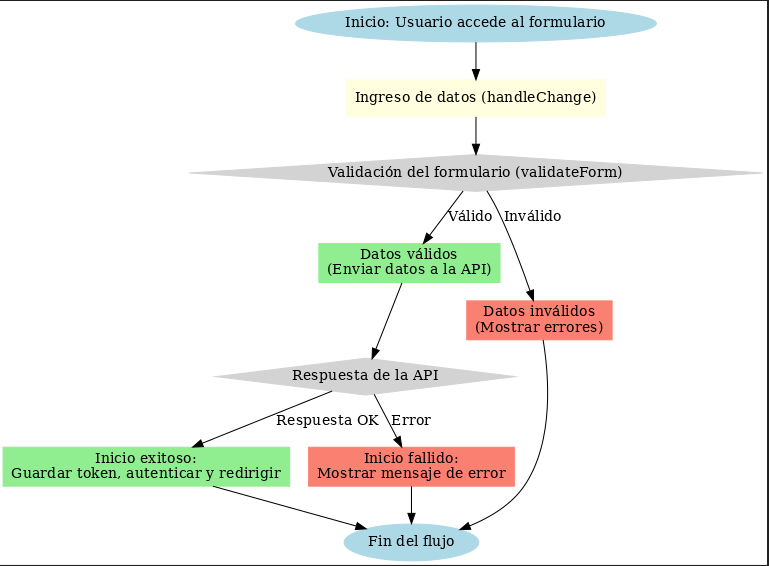 Inicio: Usuario accede al formulario
Ingreso de datos (handleChange)
Validación del formulario (validateForm)
Válido
Inválido
Datos válidos
(Enviar datos a la API)
Datos inválidos
(Mostrar errores)
Respuesta de la API
Respuesta OK
Error
Inicio exitoso:
Guardar token, autenticar y redirigir
Inicio fallido:
Mostrar mensaje de error
Fin del flujo